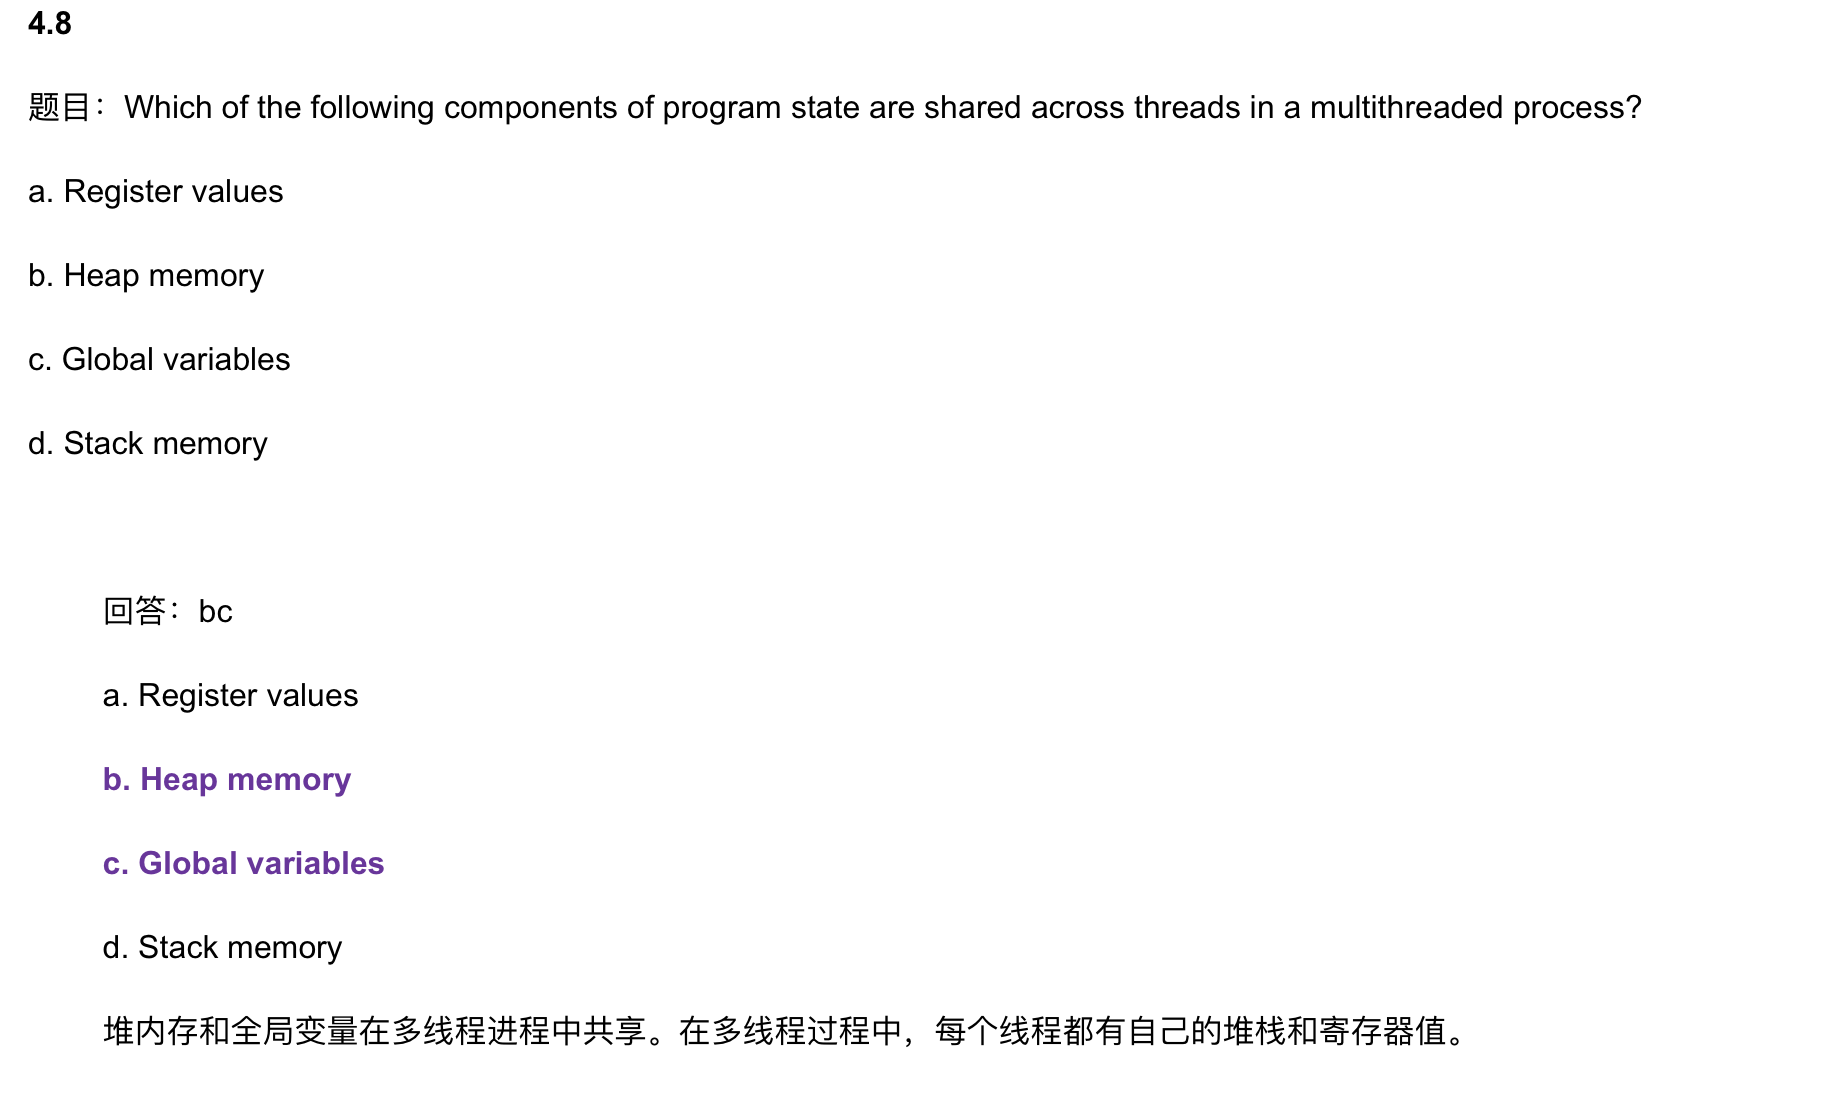 4.8
题目：Which of the following components of program state are shared across threads in a multithreaded process?
a. Register values
b. Heap memory
c. Global variables
d. Stack memory
回答：bc
a. Register values
b. Heap memory
c. Global variables
d. Stack memory
堆内存和全局变量在多线程进程中共享。在多线程过程中，每个线程都有自己的堆栈和寄存器值。